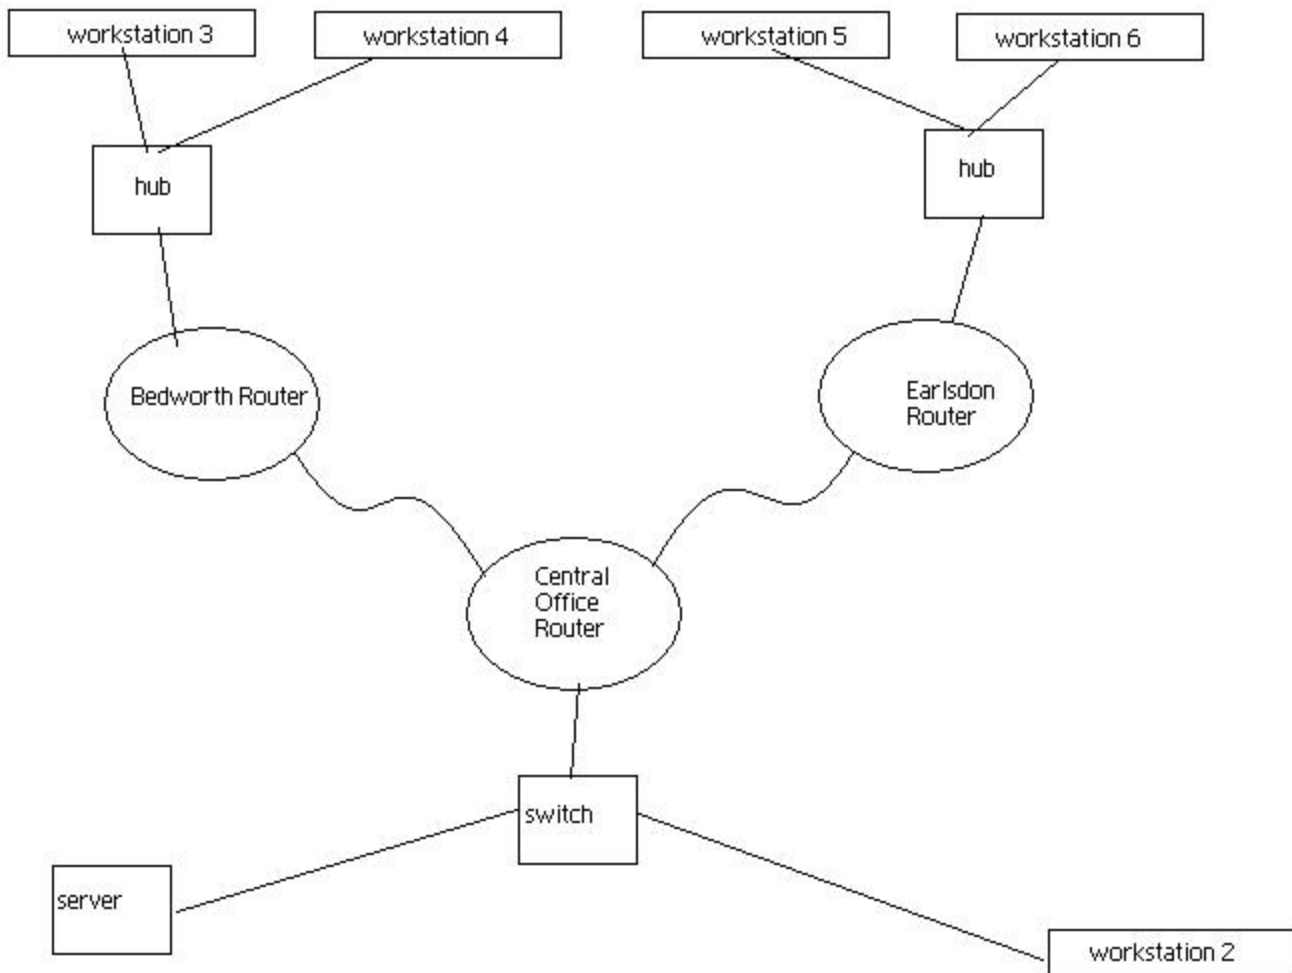 workstation 3
workstation 4
workstation 5
workstation 6
hub
hub
Bedworth Router
Earlsdon
Router
Central
Office
Router
switch
server
workstation 2